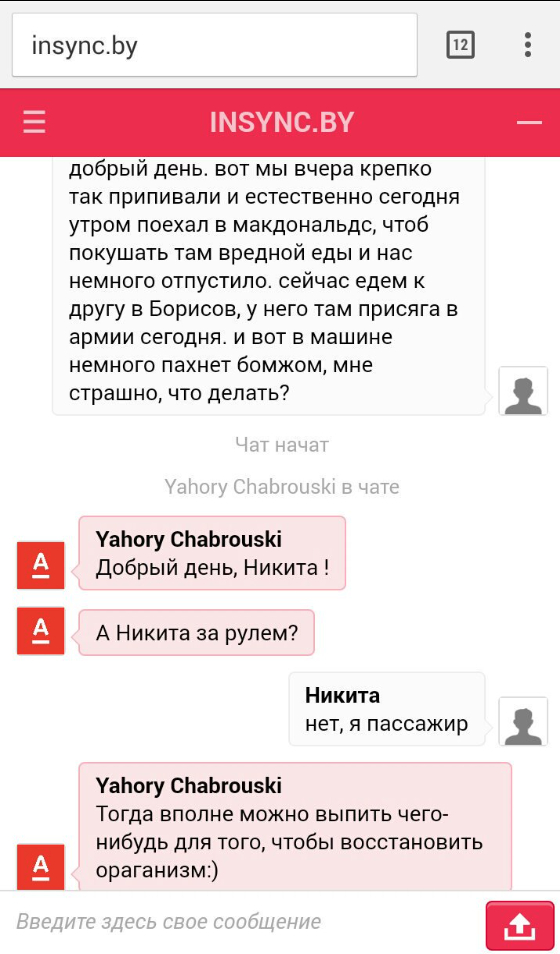 insync.by
12
INSYNC.BY
добрый день. вот мы вчера крепко
так припивали и естественно сегодня
утром поехал в макдональдс, чтоб
покушать там вредной еды и нас
немного отпустило. сейчас едем к
другу в Борисов, у него там присяга в
армии сегодня. и вот в машине
немного пахнет бомжом, мне
страшно, что делать?
Чат начат
Yahory Chabrouski в чате
Yahory Chabrouski
Добрый день, Никита !
А
А Никита за рулем?
А
Никита
нет, я пассажир
Yahory Chabrouski
Тогда вполне можно выпить чего-
нибудь для того, чтобы восстановить
ораганизм:)
А
Введите здесь свое сообщение